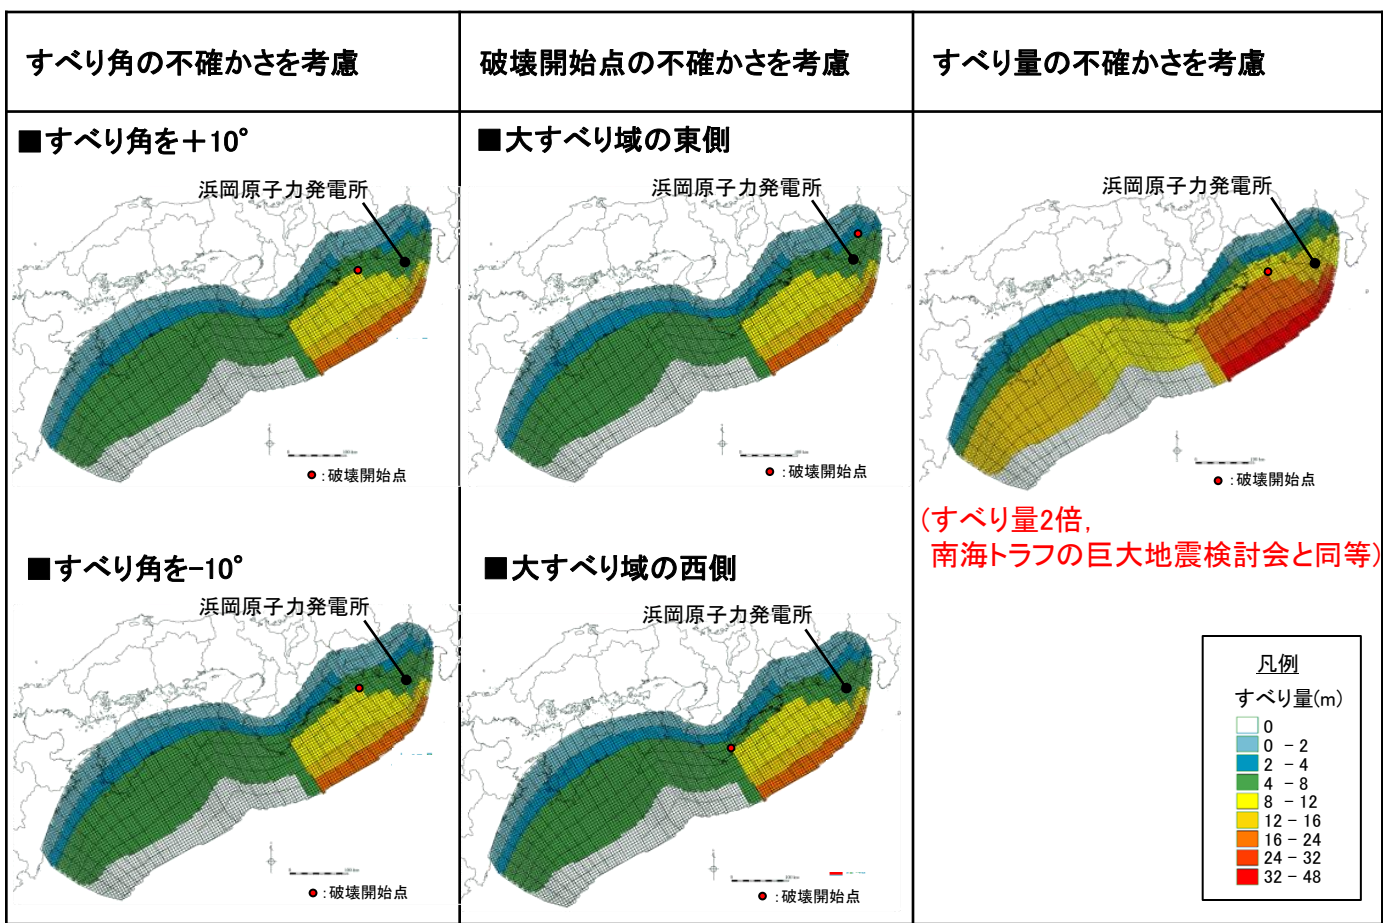 すべり角の不確かさを考慮
破壊開始点の不確かさを考慮
すべり量の不確かさを考慮
■すべり角を＋10°
浜岡原子力発電所
：破壊開始点
■すべり角を−10°
浜岡原子力発電所
：破壊開始点
■大すべり域の東側
浜岡原子力発電所
：破壊開始点
■大すべり域の西側
浜岡原子力発電所
：破壊開始点
浜岡原子力発電所
：破壊開始点
（すべり量2倍，
南海トラフの巨大地震検討会と同等）
凡例
すべり量(m)
0
0 − 2
2 − 4
4 − 8
8 − 12
12 − 16
16 − 24
24 − 32
32 − 48